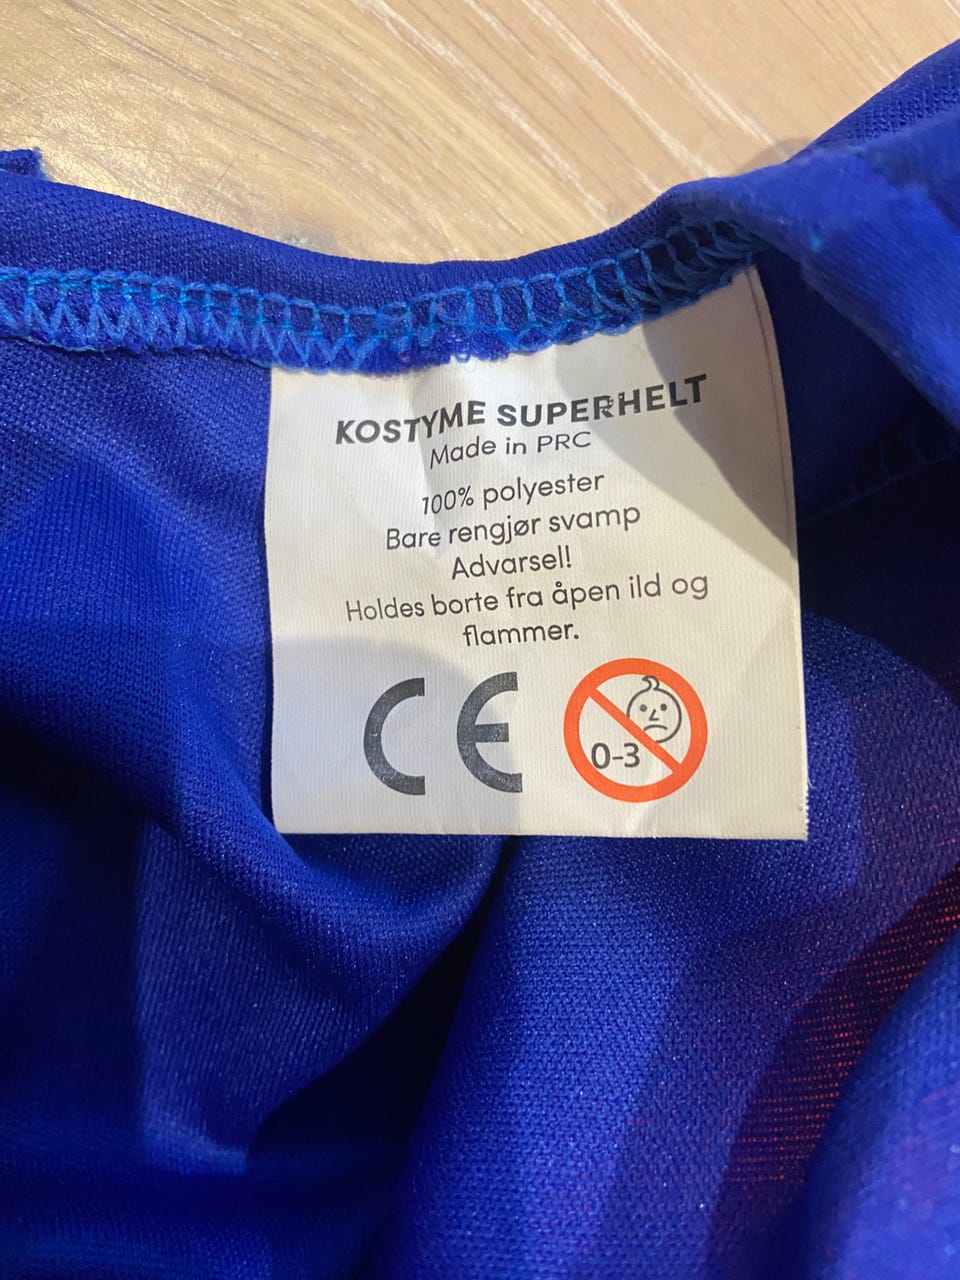 KOSTYME SUPERHELT
Made in PRC
100% polyester
Bare rengjør svamp
Advarsel!
Holdes borte fra åpen ild og
flammer.
CE
0-3